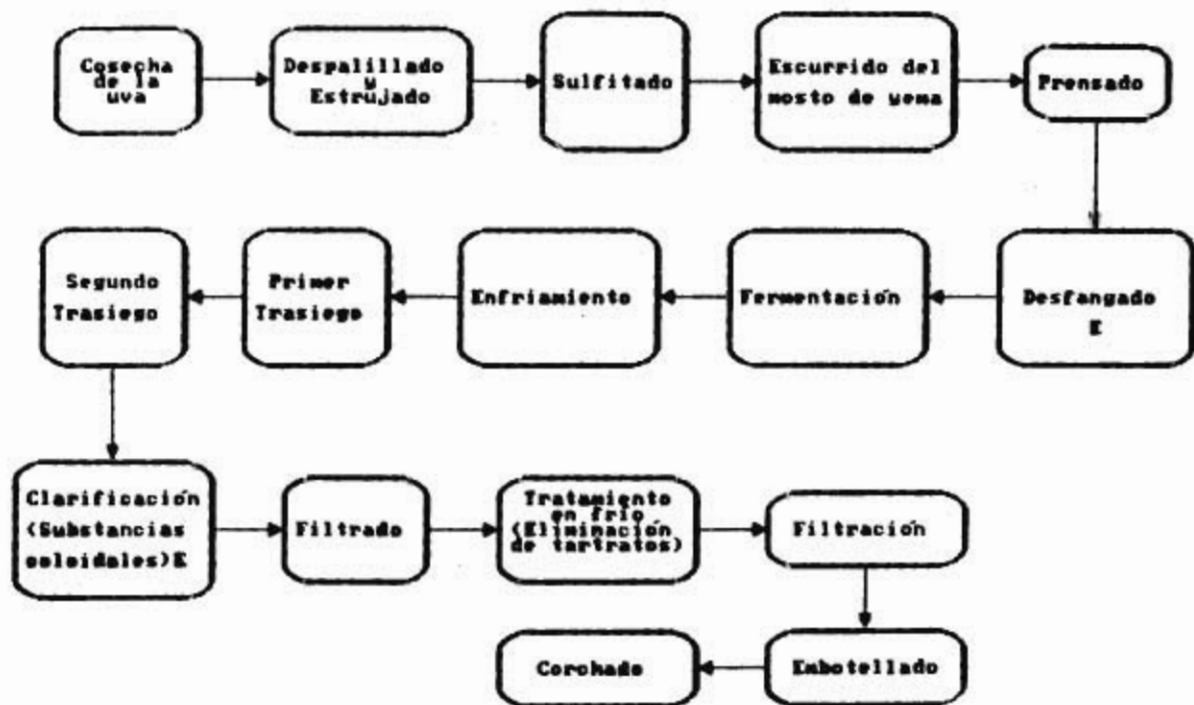 Cosecha
de la
uva
Despalillado
y
Estrujado
Sulfitado
Escurrido del
mosto de yema
Prensado
Desfangado
E
Fermentación
Enfriamiento
Primer
Trasiego
Segundo
Trasiego
Clarificación
(Substancias
coloidales)E
Filtrado
Tratamiento
en frío
(Eliminación
de tartratos)
Filtración
Embotellado
Corchado